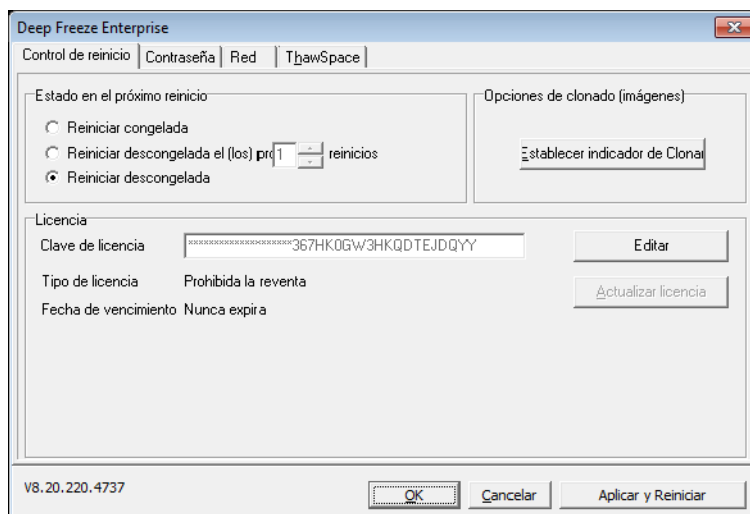 Deep Freeze Enterprise
Control de reinicio Contraseña Red ThawSpace
Estado en el próximo reinicio
Reiniciar congelada
Reiniciar descongelada el (los) pró 1 reinicios
Reiniciar descongelada
Opciones de clonado (imágenes)
Establecer indicador de Clonar
Licencia
Clave de licencia ********************367HK0GW3HKQDTEJDQYY Editar
Tipo de licencia Prohibida la reventa Actualizar licencia
Fecha de vencimiento Nunca expira
V8.20.220.4737 OK Cancelar Aplicar y Reiniciar